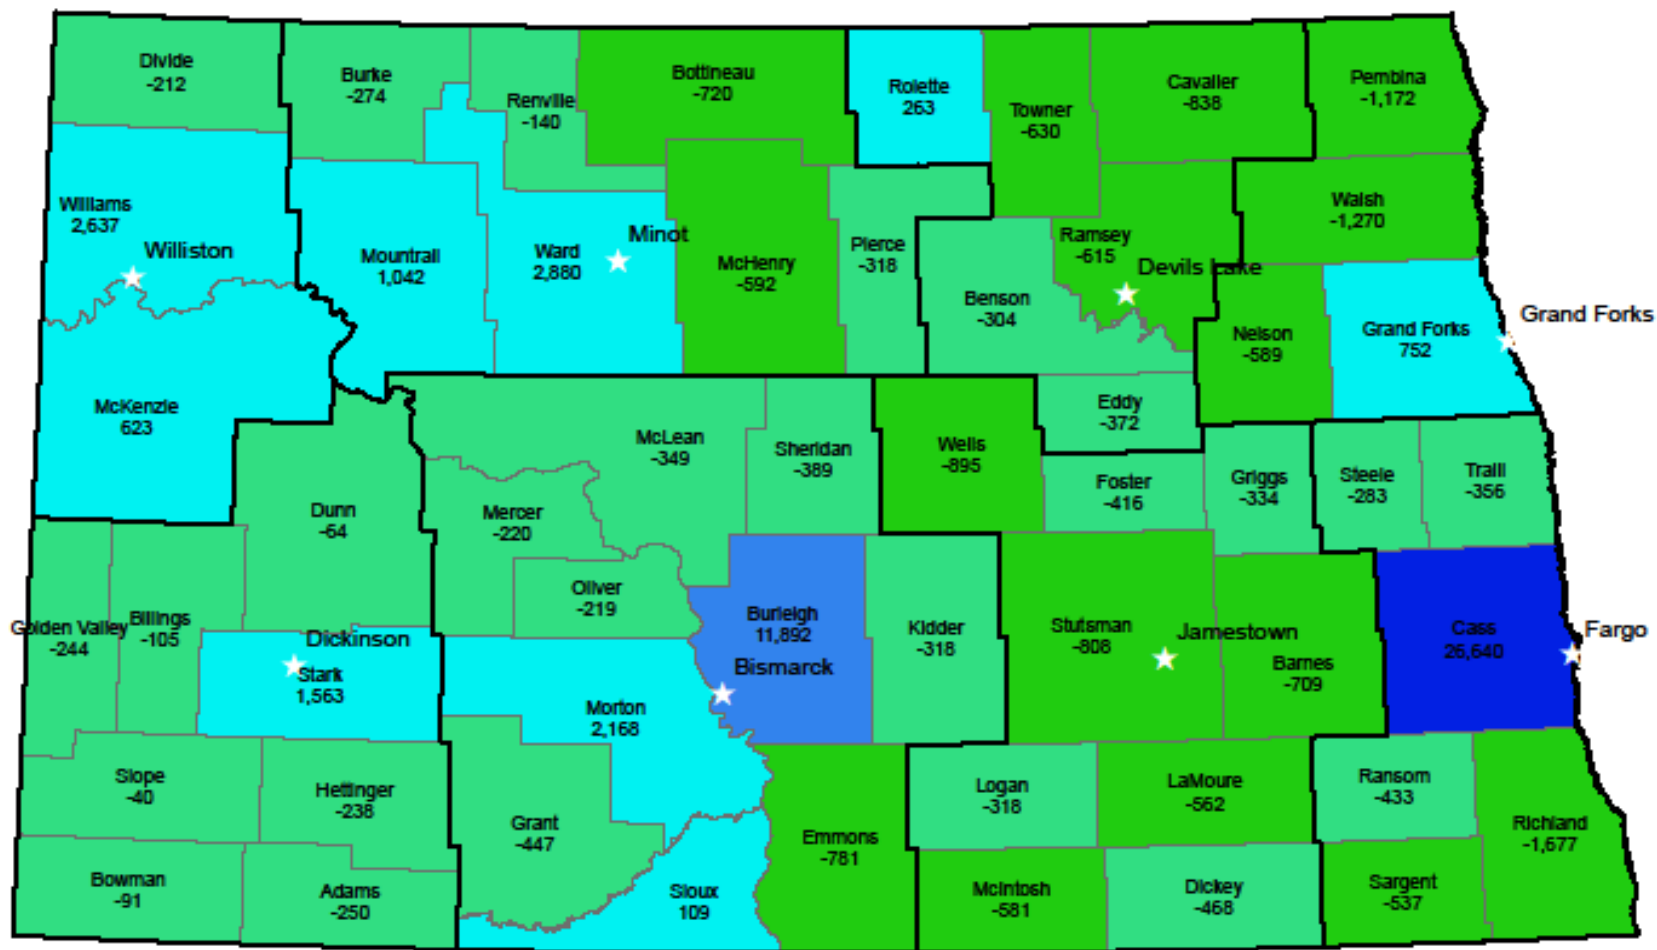 Divide
-212
Burke
-274
Renville
-140
Bottineau
-720
Rolette
263
Towner
-630
Cavalier
-838
Pembina
-1,172
Williams
2,637
Williston
Mountrail
1,042
Ward
2,880
Minot
McHenry
-592
Pierce
-318
Benson
-304
Ramsey
-615
Devils Lake
Walsh
-1,270
Nelson
-589
Grand Forks
752
Grand Forks
McKenzie
623
Dunn
-64
McLean
-349
Sheridan
-389
Wells
-895
Eddy
-372
Foster
-416
Griggs
-334
Steele
-283
Traill
-356
Mercer
-220
Oliver
-219
Golden Valley
-244
Billings
-105
Dickinson
Stark
1,563
Morton
2,168
Burleigh
11,892
Bismarck
Kidder
-318
Stutsman
-808
Jamestown
Barnes
-709
Cass
26,640
Fargo
Slope
-40
Hettinger
-238
Grant
-447
Emmons
-781
Logan
-318
LaMoure
-562
Ransom
-433
Richland
-1,677
Bowman
-91
Adams
-250
Sioux
109
McIntosh
-581
Dickey
-468
Sargent
-537